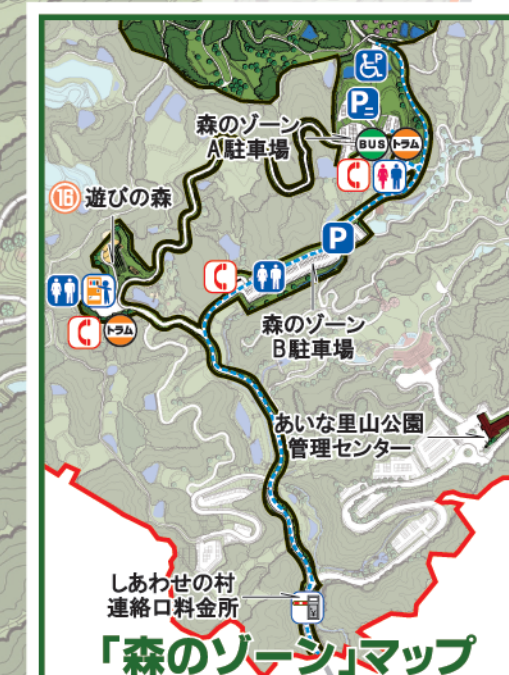 P
P
森のゾーン
A駐車場
BUS トラム
⑯ 遊びの森
P
トラム
森のゾーン
B駐車場
あいな里山公園
管理センター
しあわせの村
連絡口料金所
「森のゾーン」マップ